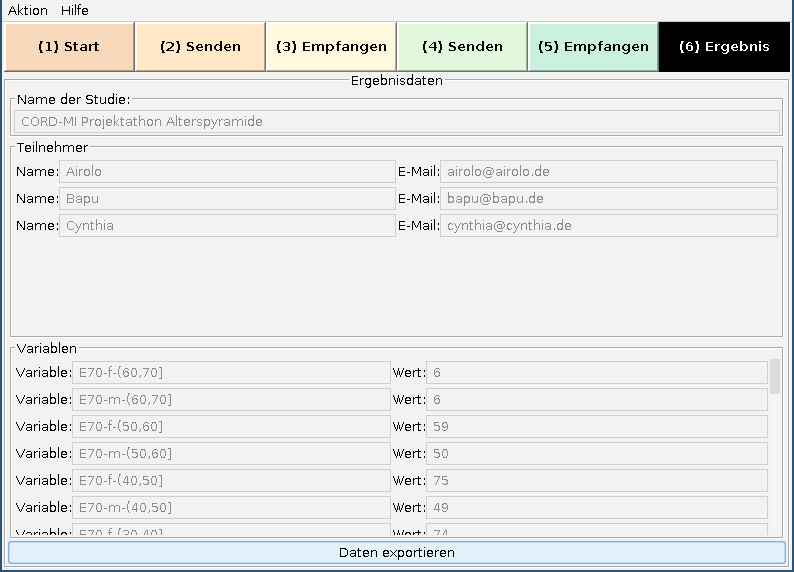 Aktion Hilfe
(1) Start (2) Senden (3) Empfangen (4) Senden (5) Empfangen (6) Ergebnis
Ergebnisdaten
Name der Studie:
CORD-MI Projektathon Alterspyramide
Teilnehmer
Name: Airolo E-Mail: airolo@airolo.de
Name: Bapu E-Mail: bapu@bapu.de
Name: Cynthia E-Mail: cynthia@cynthia.de
Variablen
Variable: E70-f-(60,70] Wert: 6
Variable: E70-m-(60,70] Wert: 6
Variable: E70-f-(50,60] Wert: 59
Variable: E70-m-(50,60] Wert: 50
Variable: E70-f-(40,50] Wert: 75
Variable: E70-m-(40,50] Wert: 49
Variable: E70-f-(30,40] Wert: 74
Daten exportieren